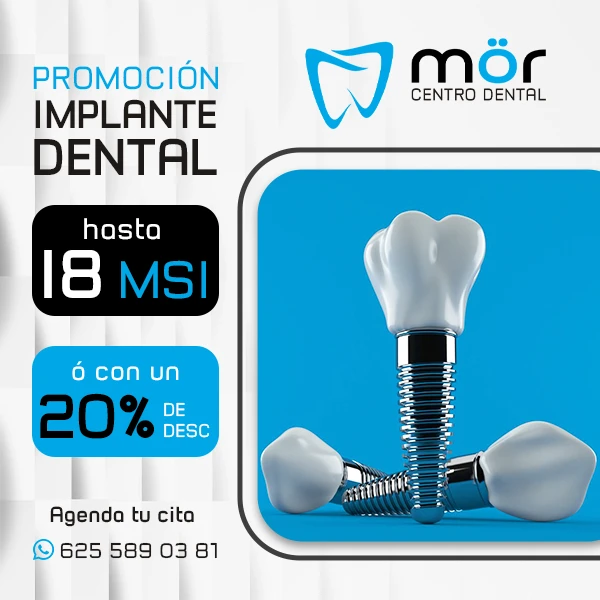 PROMOCIÓN
IMPLANTE
DENTAL
mör
CENTRO DENTAL
hasta
18 MSI
ó con un
20% DE DESC
Agenda tu cita
625 589 03 81